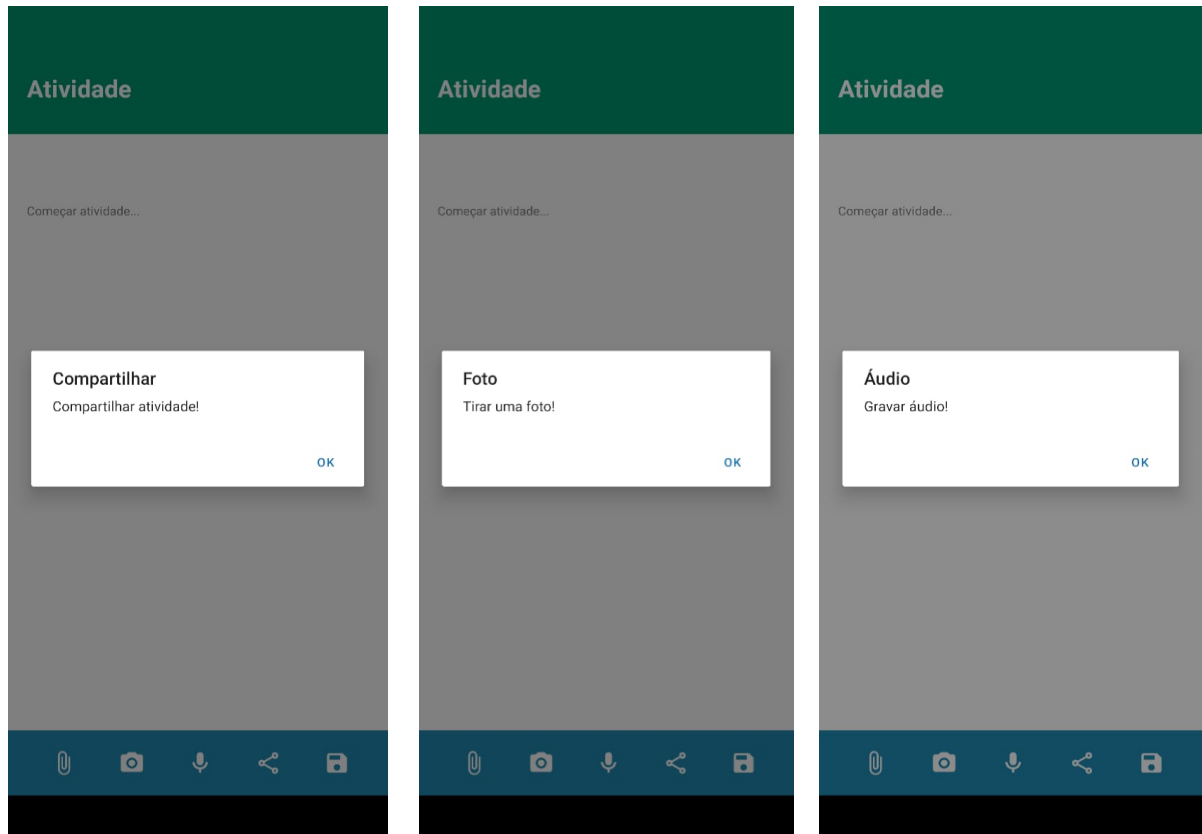 Atividade
Começar atividade...
Compartilhar
Compartilhar atividade!
OK
Atividade
Começar atividade...
Foto
Tirar uma foto!
OK
Atividade
Começar atividade...
Áudio
Gravar áudio!
OK